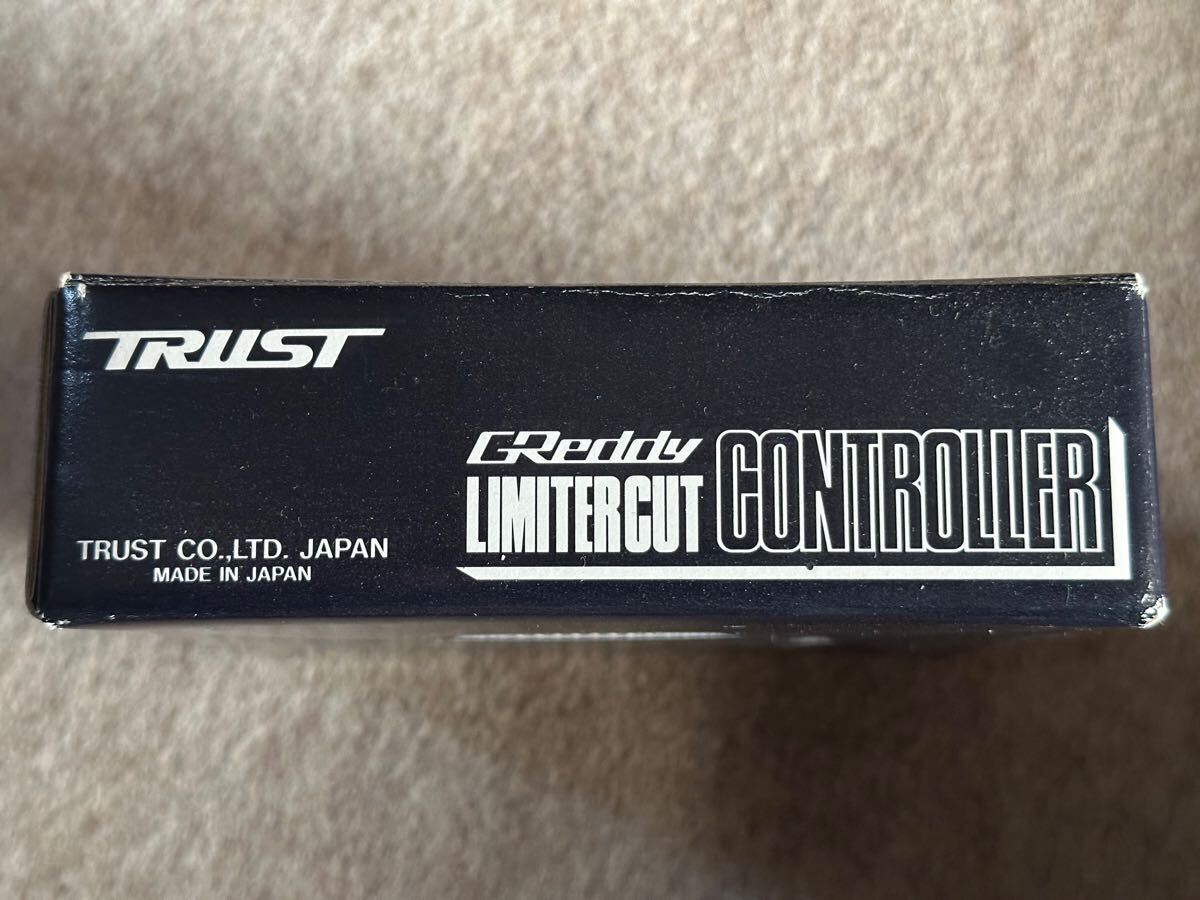 TRUST
GReddy
LIMITERCUT CONTROLLER
TRUST CO.,LTD. JAPAN
MADE IN JAPAN